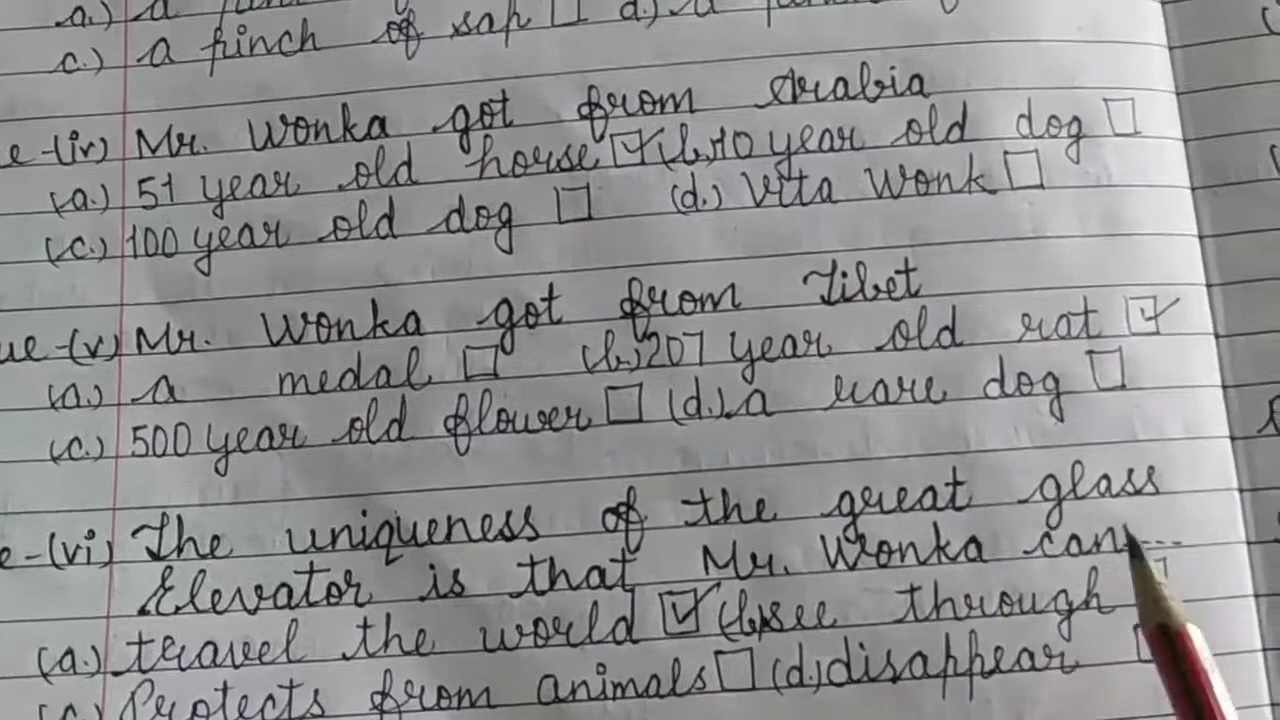 a.) a
c.) a pinch of sap □ d.) a
e-(iv) Mr. Wonka got from Arabia
(a.) 51 year old house ☑ (b.) 10 year old dog □
(c.) 100 year old dog □ (d.) Vita Wonk □
ue-(v) Mr. Wonka got from Tibet
(a.) a medal □ (b.) 207 year old rat ☑
(c.) 500 year old flower □ (d.) a rare dog □
e-(vi) The uniqueness of the great glass
Elevator is that Mr. Wonka can...
(a.) travel the world ☑ (b.) see through □
(c.) Protects from animals □ (d.) disappear □